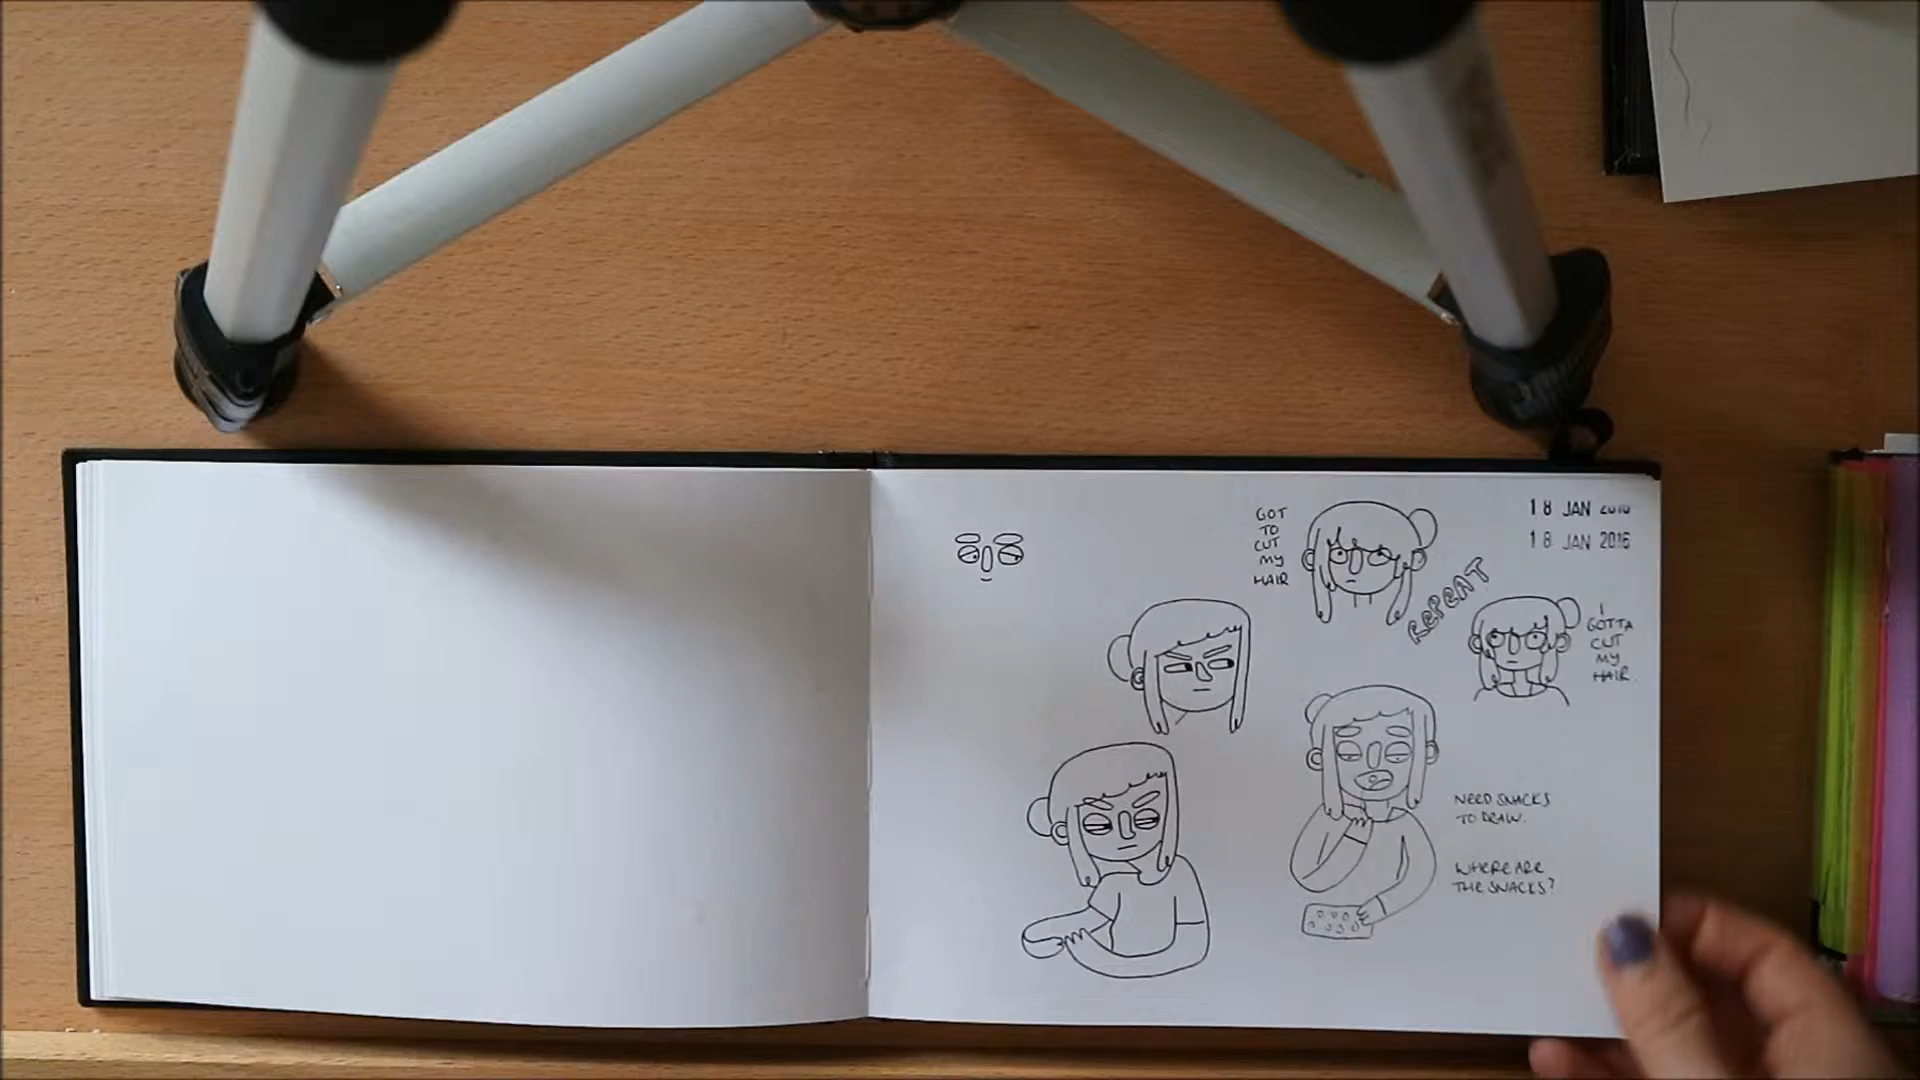 GOT
TO
CUT
MY
HAIR
18 JAN 2016
18 JAN 2016
REPEAT
I
GOTTA
CUT
MY
HAIR.
NEED SNACKS
TO DRAW.
WHERE ARE
THE SNACKS?